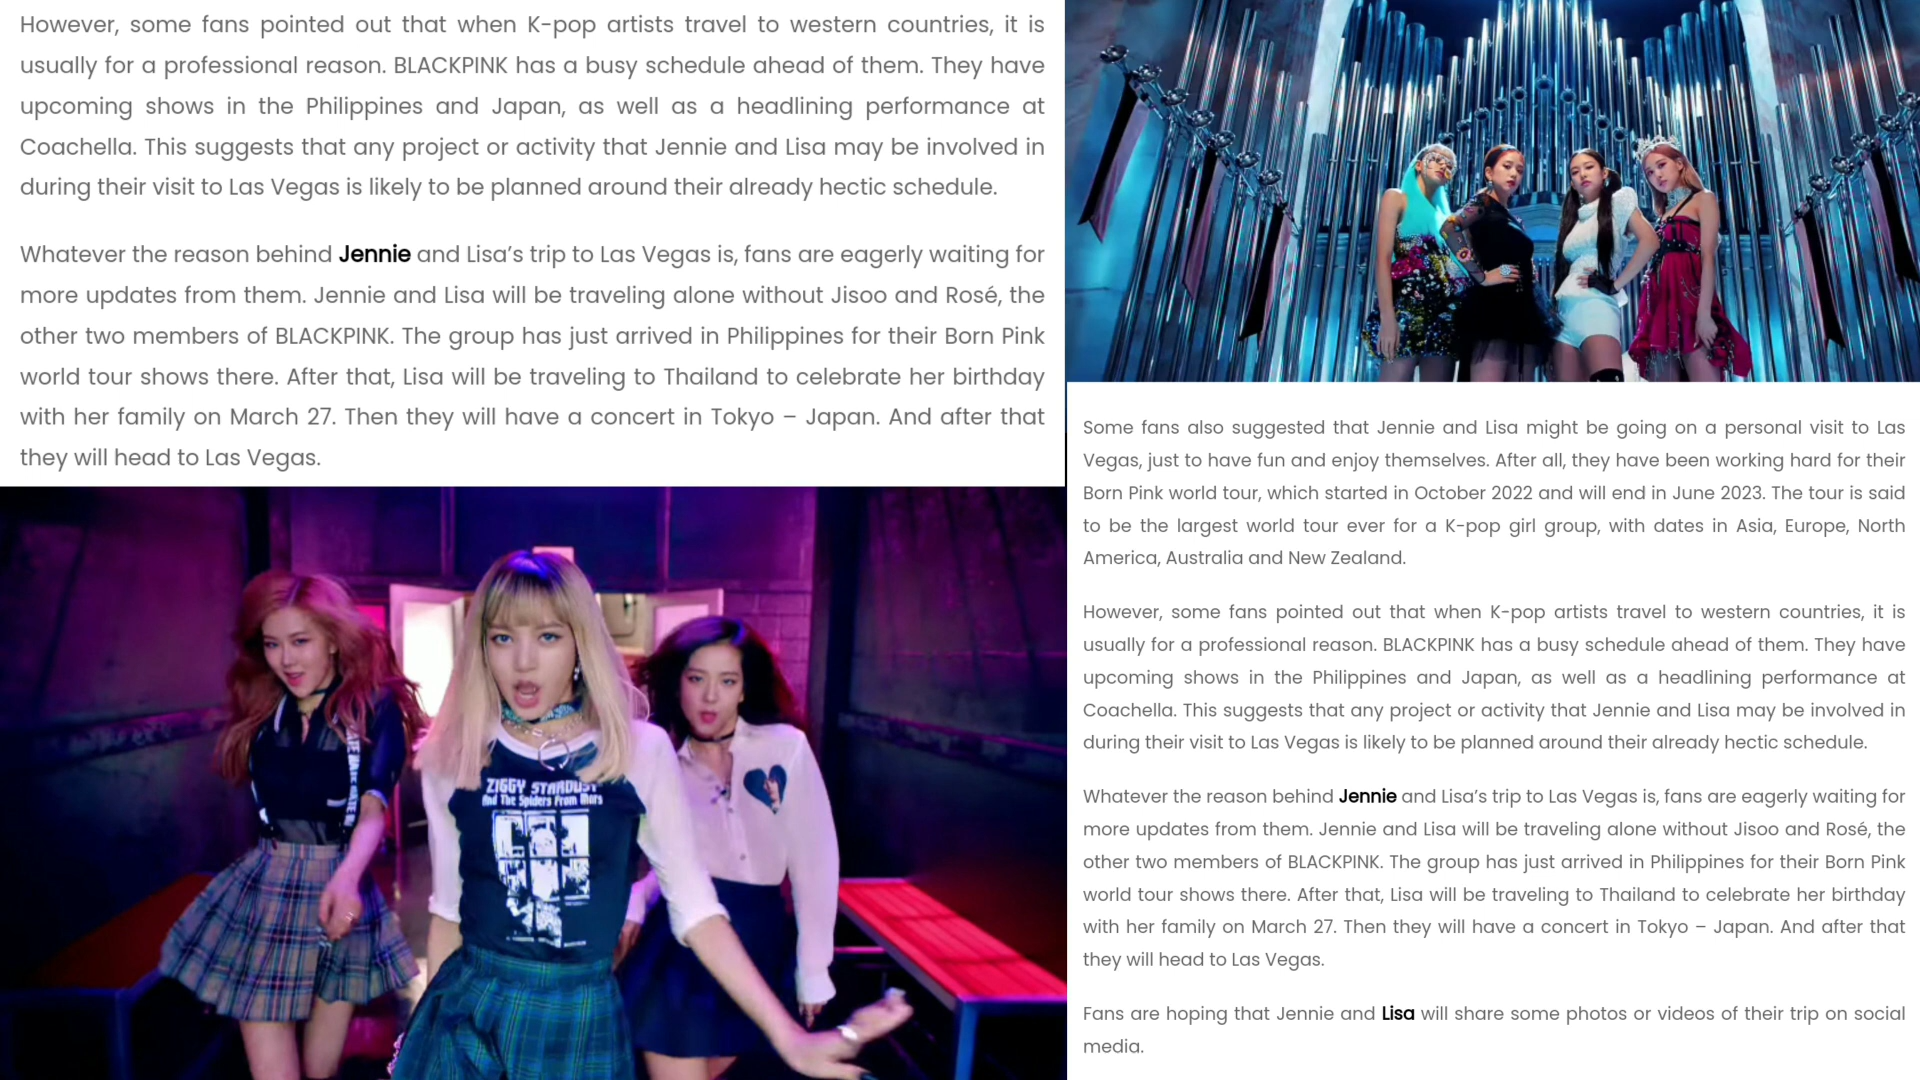 However, some fans pointed out that when K-pop artists travel to western countries, it is
usually for a professional reason. BLACKPINK has a busy schedule ahead of them. They have
upcoming shows in the Philippines and Japan, as well as a headlining performance at
Coachella. This suggests that any project or activity that Jennie and Lisa may be involved in
during their visit to Las Vegas is likely to be planned around their already hectic schedule.
Whatever the reason behind Jennie and Lisa’s trip to Las Vegas is, fans are eagerly waiting for
more updates from them. Jennie and Lisa will be traveling alone without Jisoo and Rosé, the
other two members of BLACKPINK. The group has just arrived in Philippines for their Born Pink
world tour shows there. After that, Lisa will be traveling to Thailand to celebrate her birthday
with her family on March 27. Then they will have a concert in Tokyo – Japan. And after that
they will head to Las Vegas.
ZIGGY STARDUST
And The Spiders From Mars
Some fans also suggested that Jennie and Lisa might be going on a personal visit to Las
Vegas, just to have fun and enjoy themselves. After all, they have been working hard for their
Born Pink world tour, which started in October 2022 and will end in June 2023. The tour is said
to be the largest world tour ever for a K-pop girl group, with dates in Asia, Europe, North
America, Australia and New Zealand.
However, some fans pointed out that when K-pop artists travel to western countries, it is
usually for a professional reason. BLACKPINK has a busy schedule ahead of them. They have
upcoming shows in the Philippines and Japan, as well as a headlining performance at
Coachella. This suggests that any project or activity that Jennie and Lisa may be involved in
during their visit to Las Vegas is likely to be planned around their already hectic schedule.
Whatever the reason behind Jennie and Lisa’s trip to Las Vegas is, fans are eagerly waiting for
more updates from them. Jennie and Lisa will be traveling alone without Jisoo and Rosé, the
other two members of BLACKPINK. The group has just arrived in Philippines for their Born Pink
world tour shows there. After that, Lisa will be traveling to Thailand to celebrate her birthday
with her family on March 27. Then they will have a concert in Tokyo – Japan. And after that
they will head to Las Vegas.
Fans are hoping that Jennie and Lisa will share some photos or videos of their trip on social
media.